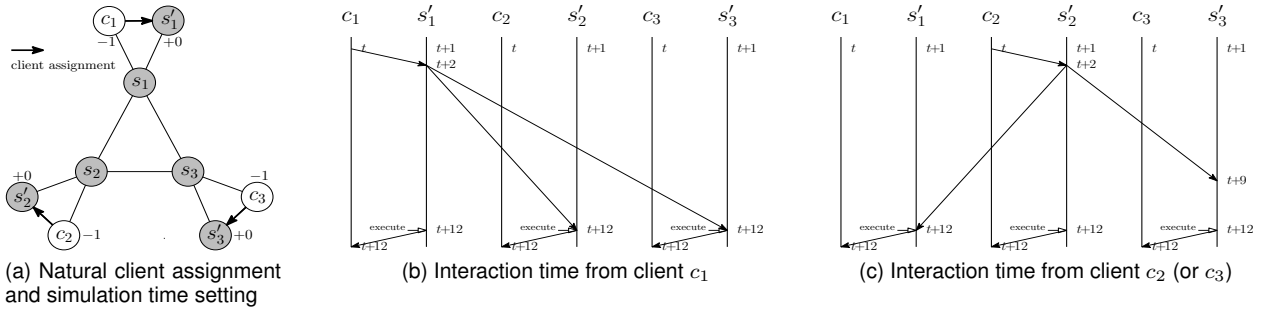 c1 s'1
−1 +0
client assignment
s1
s2 s3
+0 −1
s'2 c3
c2 −1 s'3 +0
(a) Natural client assignment
and simulation time setting
c1 s'1 c2 s'2 c3 s'3
t t+1 t t+1 t t+1
t+2
execute execute execute
t+12 t+12
t+12 t+12 t+12
(b) Interaction time from client c1
c1 s'1 c2 s'2 c3 s'3
t t+1 t t+1 t t+1
t+2
t+9
execute execute execute
t+12 t+12 t+12
t+12 t+12 t+12
(c) Interaction time from client c2 (or c3)